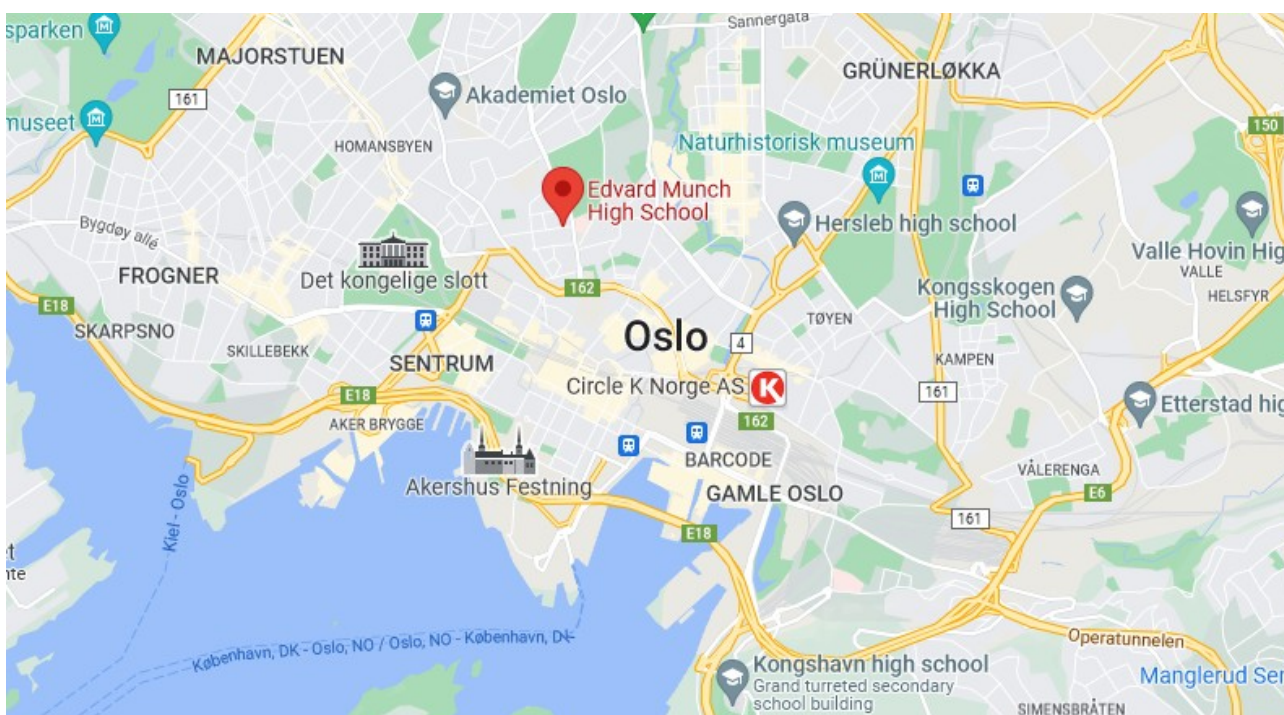 sparken
MAJORSTUEN
Sannergata
GRÜNERLØKKA
161
Akademiet Oslo
museet
150
HOMANSBYEN
Naturhistorisk museum
Edvard Munch
High School
Bygdøy allé
Hersleb high school
Valle Hovin Hig
VALLE
FROGNER
Det kongelige slott
162
Kongsskogen
High School
HELSFYR
E18
SKARPSNO
Oslo
4
TØYEN
SKILLEBEKK
SENTRUM
KAMPEN
Circle K Norge AS
K
E18
161
Etterstad hig
AKER BRYGGE
162
BARCODE
VÅLERENGA
Akershus Festning
GAMLE OSLO
E6
161
Kiel - Oslo
E18
t
nte
København, DK - Oslo, NO / Oslo, NO - København, DK
Operatunnelen
Kongshavn high school
Grand turreted secondary
school building
Manglerud Sen
SIMENSBRÅTEN